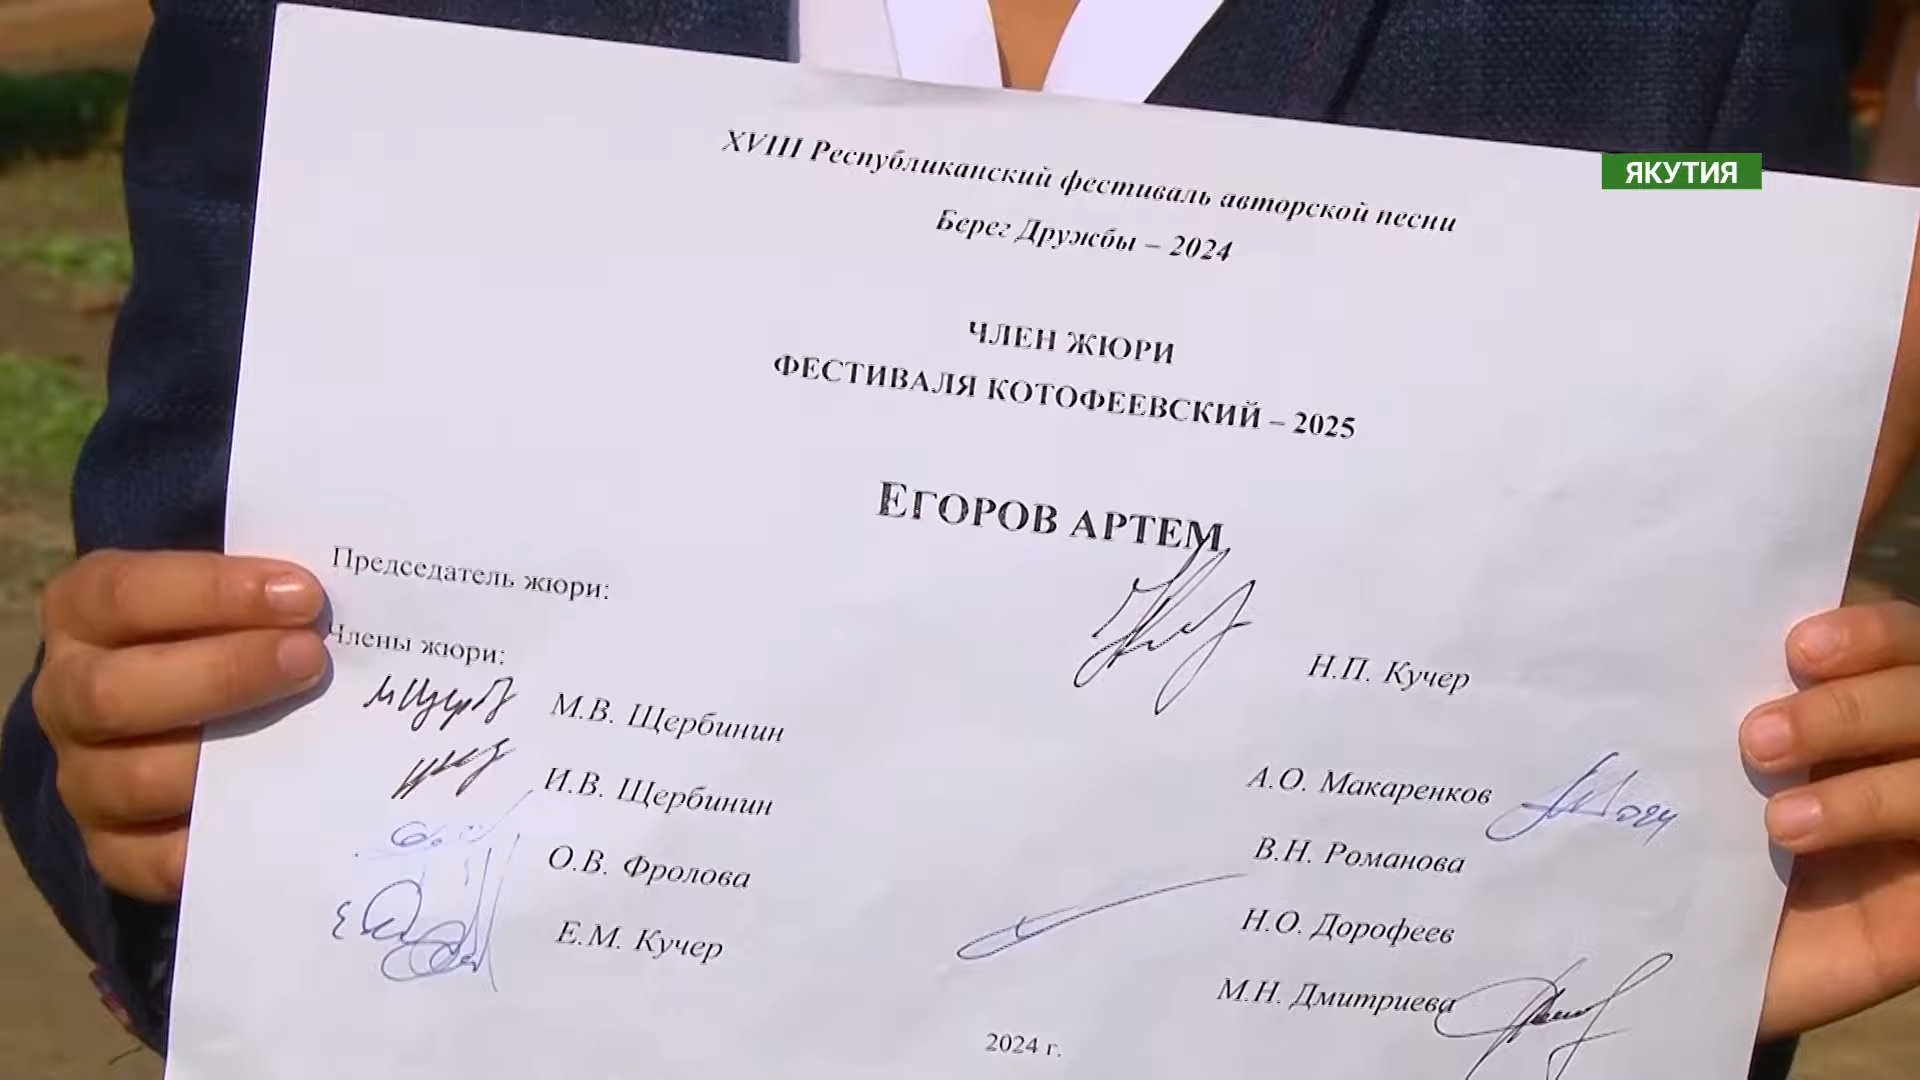 ЯКУТИЯ
XVIII Республиканский фестиваль авторской песни
Берег Дружбы – 2024
ЧЛЕН ЖЮРИ
ФЕСТИВАЛЯ КОТОФЕЕВСКИЙ – 2025
ЕГОРОВ АРТЕМ
Председатель жюри:
Н.П. Кучер
Члены жюри:
М.В. Щербинин
И.В. Щербинин
О.В. Фролова
Е.М. Кучер
А.О. Макаренков
В.Н. Романова
Н.О. Дорофеев
М.Н. Дмитриева
2024 г.